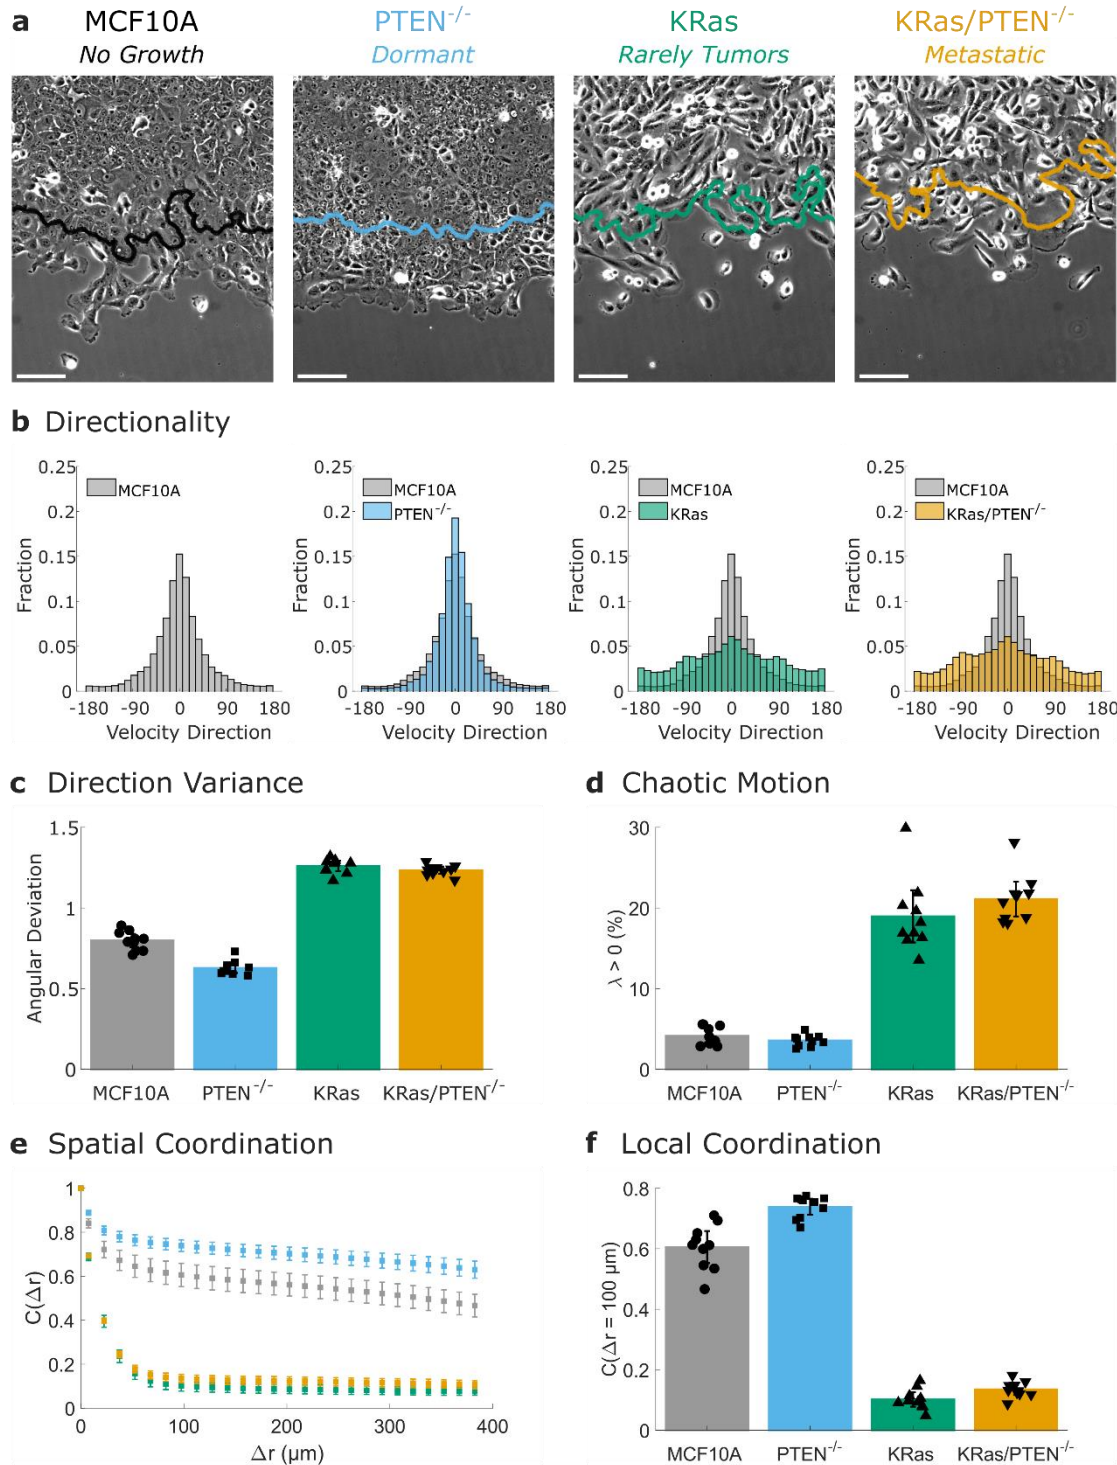 a
MCF10A PTEN⁻/⁻ KRas KRas/PTEN⁻/⁻
No Growth Dormant Rarely Tumors Metastatic
b Directionality
0.25 0.25 0.25 0.25
MCF10A MCF10A MCF10A MCF10A
PTEN⁻/⁻ KRas KRas/PTEN⁻/⁻
0.2 0.2 0.2 0.2
0.15 0.15 0.15 0.15
Fraction Fraction Fraction Fraction
0.1 0.1 0.1 0.1
0.05 0.05 0.05 0.05
0 0 0 0
-180 -90 0 90 180 -180 -90 0 90 180 -180 -90 0 90 180 -180 -90 0 90 180
Velocity Direction Velocity Direction Velocity Direction Velocity Direction
c Direction Variance
Angular Deviation
1.5
1
0.5
0
MCF10A PTEN⁻/⁻ KRas KRas/PTEN⁻/⁻
d Chaotic Motion
λ > 0 (%)
30
20
10
0
MCF10A PTEN⁻/⁻ KRas KRas/PTEN⁻/⁻
e Spatial Coordination
C(Δr)
1
0.8
0.6
0.4
0.2
0
0 100 200 300 400
Δr (μm)
f Local Coordination
C(Δr = 100 μm)
0.8
0.6
0.4
0.2
0
MCF10A PTEN⁻/⁻ KRas KRas/PTEN⁻/⁻